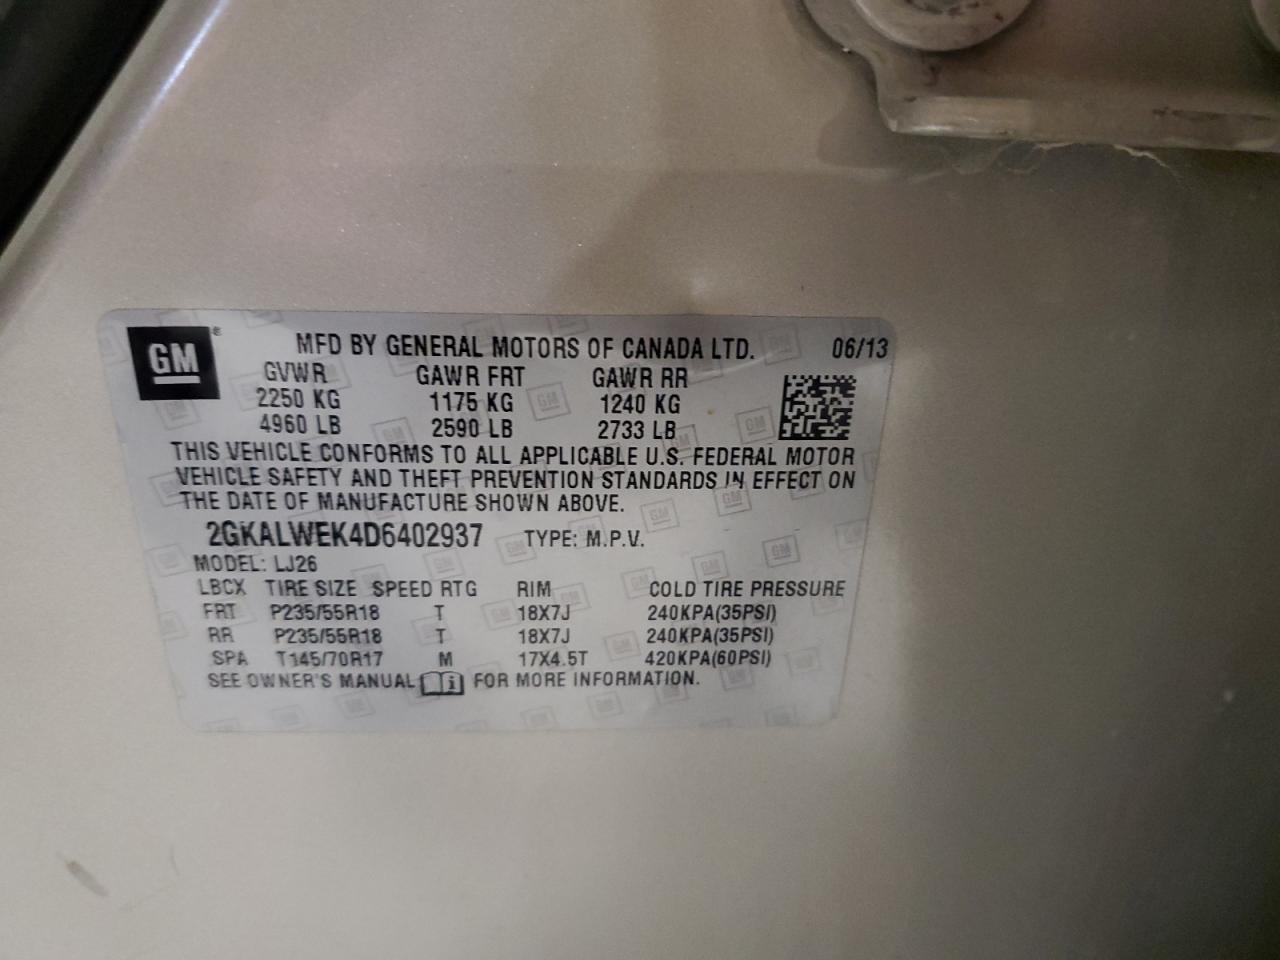 GM ®
MFD BY GENERAL MOTORS OF CANADA LTD. 06/13
GVWR GAWR FRT GAWR RR
2250 KG 1175 KG 1240 KG
4960 LB 2590 LB 2733 LB
THIS VEHICLE CONFORMS TO ALL APPLICABLE U.S. FEDERAL MOTOR
VEHICLE SAFETY AND THEFT PREVENTION STANDARDS IN EFFECT ON
THE DATE OF MANUFACTURE SHOWN ABOVE.
2GKALWEK4D6402937 TYPE: M.P.V.
MODEL: LJ26
LBCX TIRE SIZE SPEED RTG RIM COLD TIRE PRESSURE
FRT P235/55R18 T 18X7J 240KPA(35PSI)
RR P235/55R18 T 18X7J 240KPA(35PSI)
SPA T145/70R17 M 17X4.5T 420KPA(60PSI)
SEE OWNER'S MANUAL i FOR MORE INFORMATION.